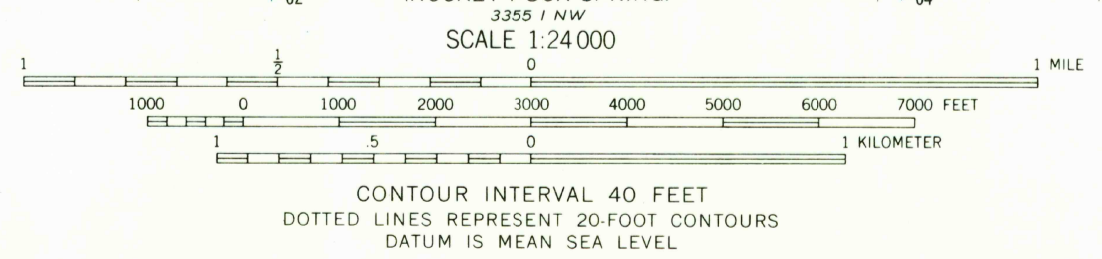 3355 I NW
SCALE 1:24 000
1 1/2 0 1 MILE
1000 0 1000 2000 3000 4000 5000 6000 7000 FEET
1 .5 0 1 KILOMETER
CONTOUR INTERVAL 40 FEET
DOTTED LINES REPRESENT 20-FOOT CONTOURS
DATUM IS MEAN SEA LEVEL